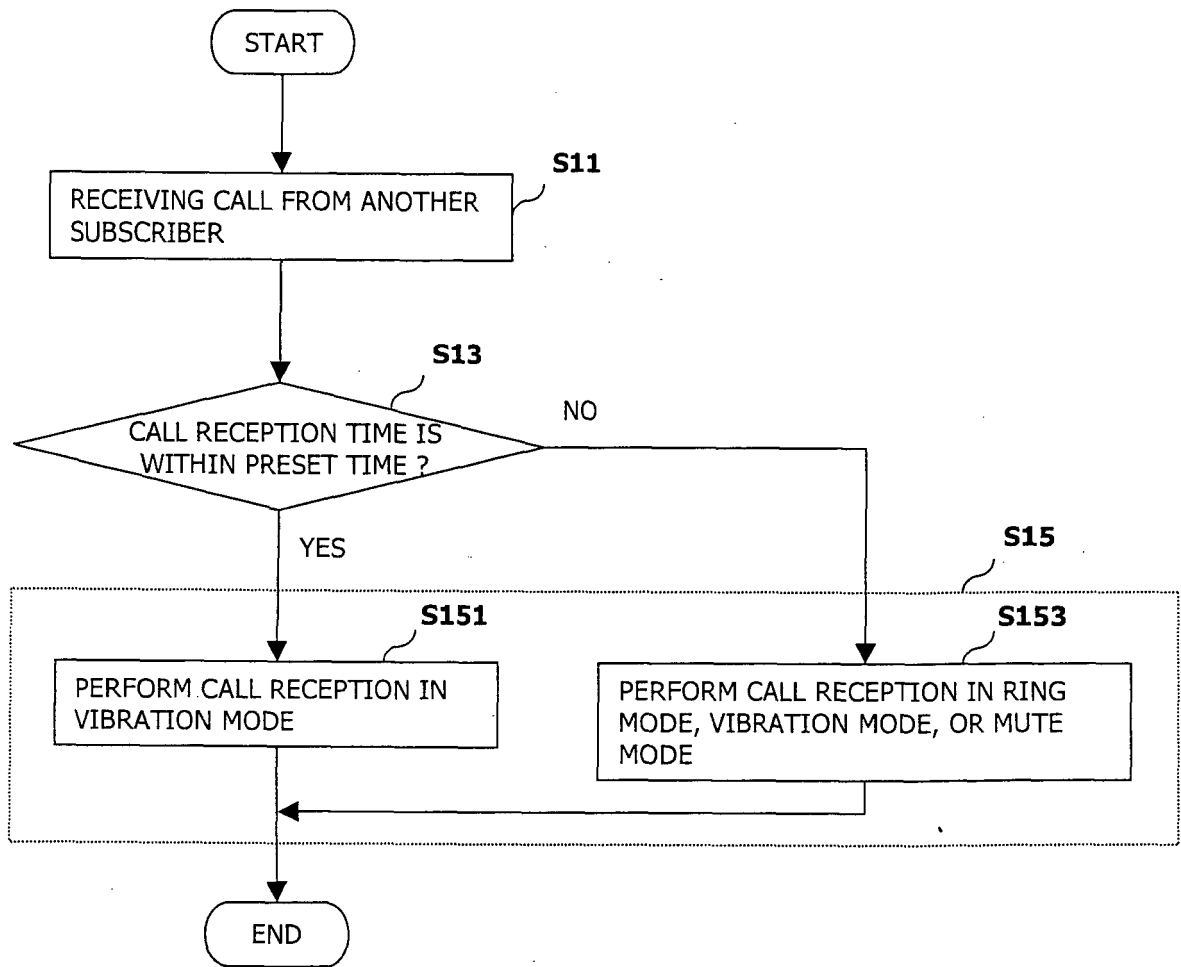 START
S11
RECEIVING CALL FROM ANOTHER
SUBSCRIBER
S13
CALL RECEPTION TIME IS
WITHIN PRESET TIME ?
NO
YES
S15
S151
PERFORM CALL RECEPTION IN
VIBRATION MODE
S153
PERFORM CALL RECEPTION IN RING
MODE, VIBRATION MODE, OR MUTE
MODE
END